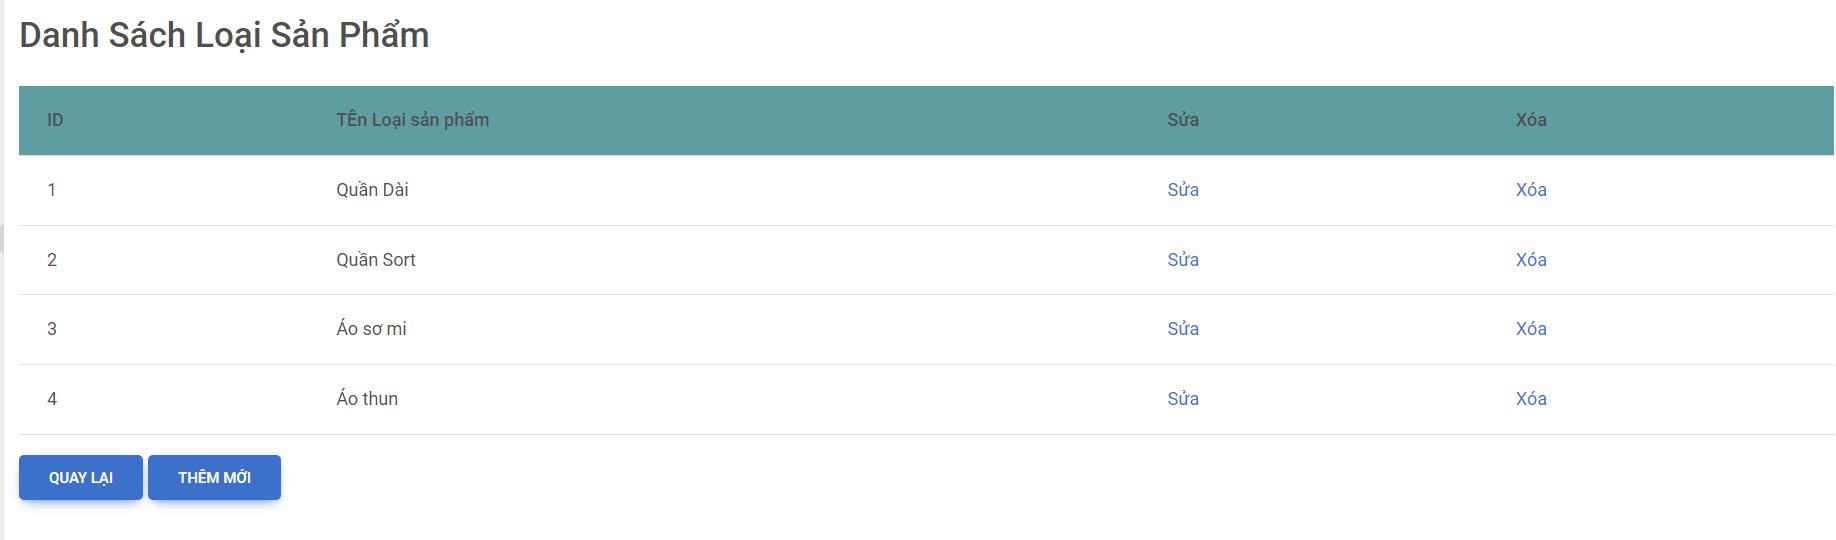 Danh Sách Loại Sản Phẩm
ID TÊn Loại sản phẩm Sửa Xóa
1 Quần Dài Sửa Xóa
2 Quần Sort Sửa Xóa
3 Áo sơ mi Sửa Xóa
4 Áo thun Sửa Xóa
QUAY LẠI THÊM MỚI